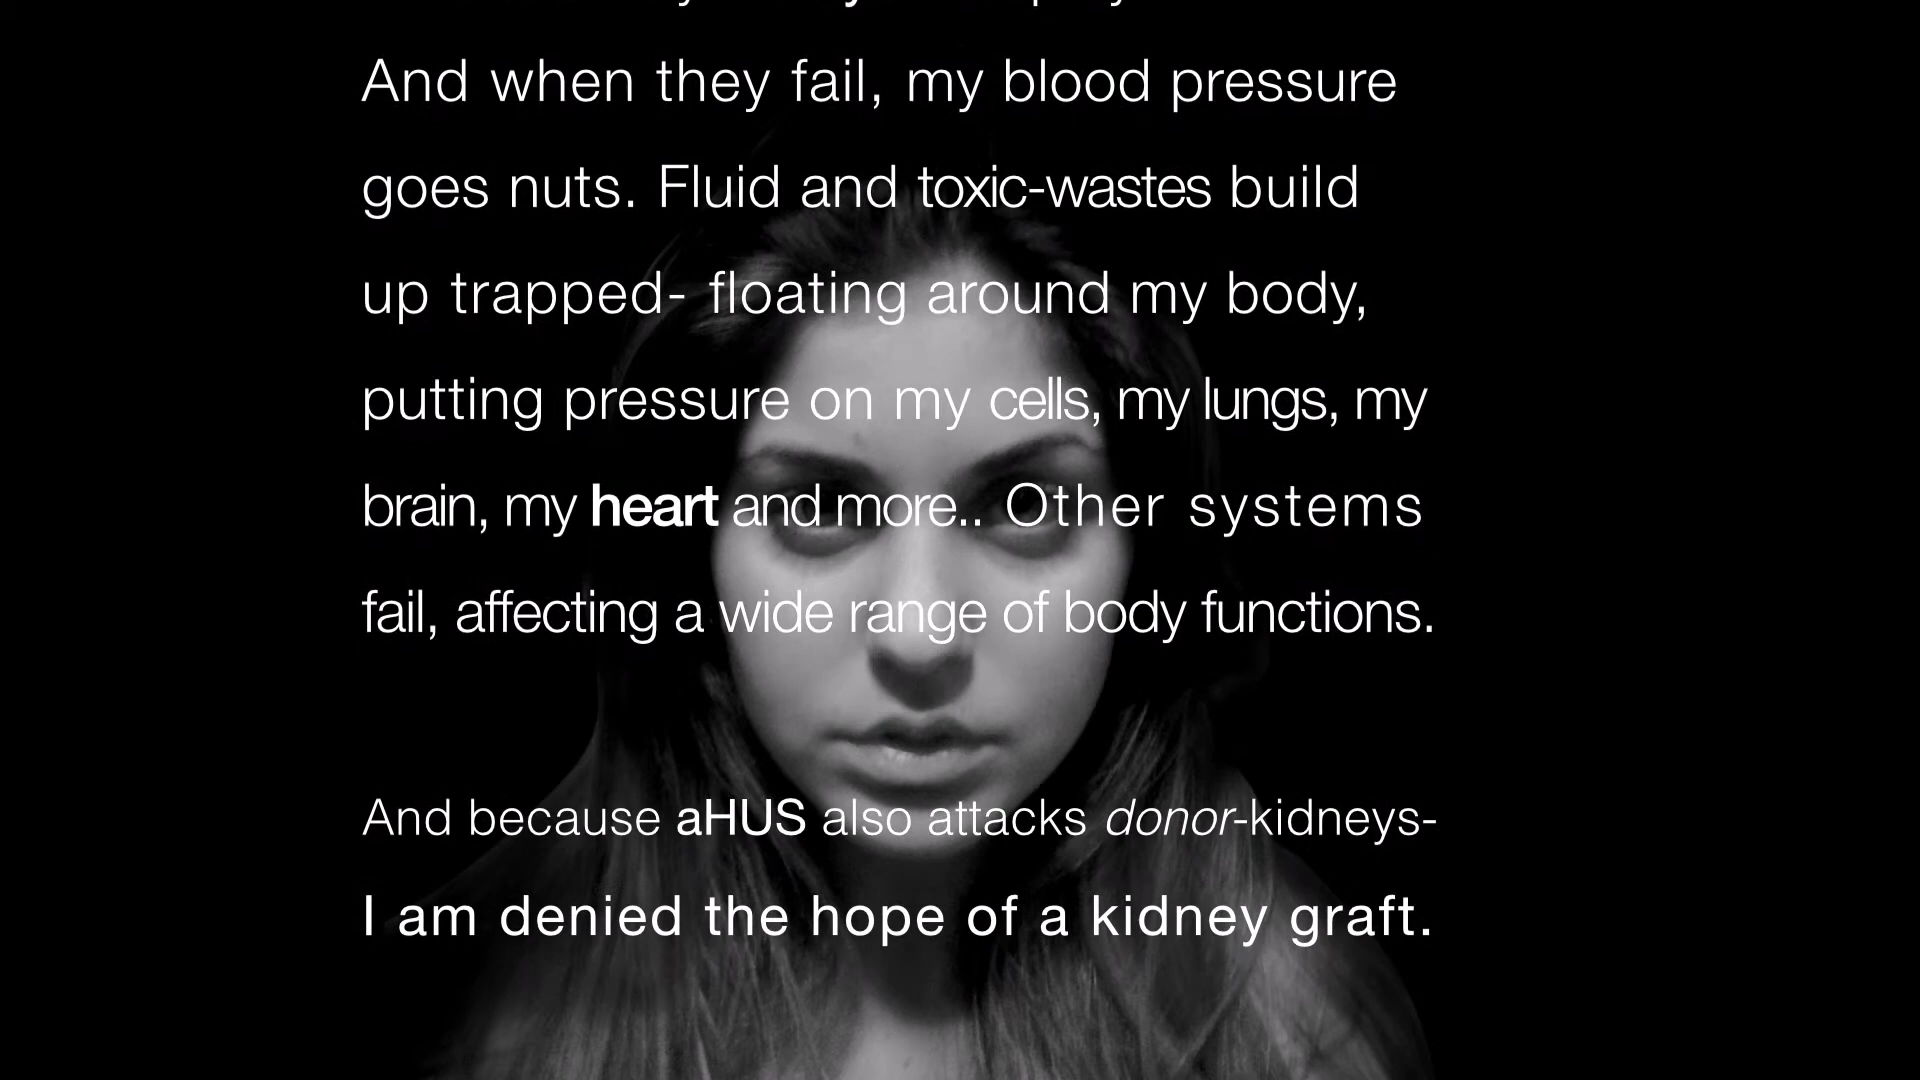 And when they fail, my blood pressure
goes nuts. Fluid and toxic-wastes build
up trapped- floating around my body,
putting pressure on my cells, my lungs, my
brain, my heart and more.. Other systems
fail, affecting a wide range of body functions.
And because aHUS also attacks donor-kidneys-
I am denied the hope of a kidney graft.